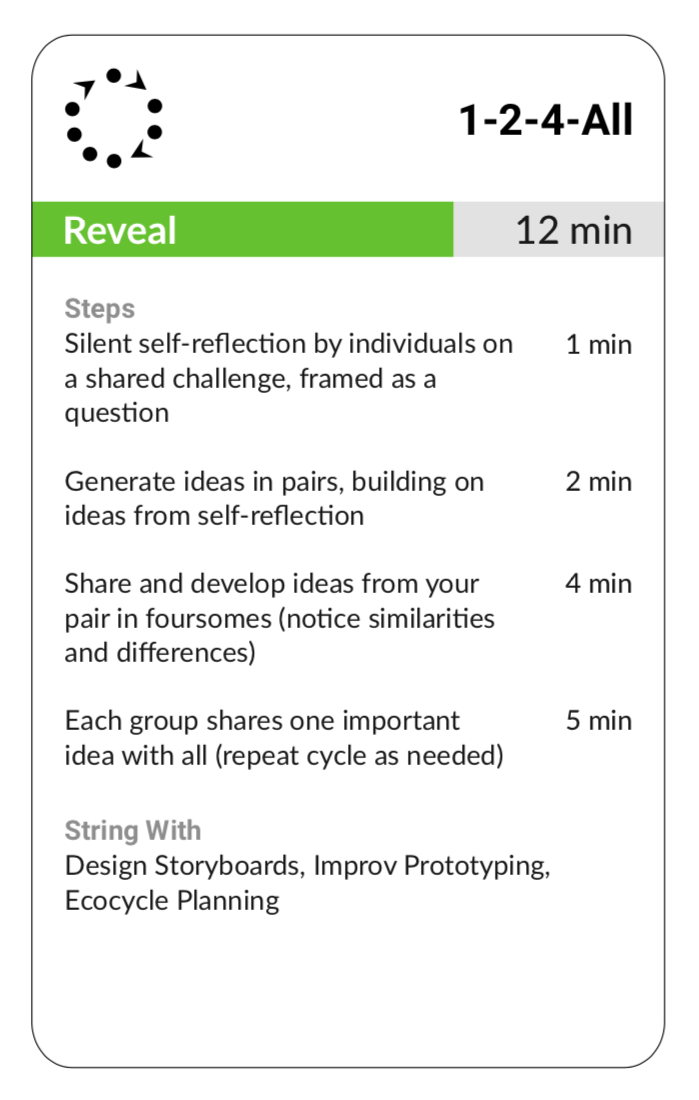 1-2-4-All
Reveal 12 min
Steps
Silent self-reflection by individuals on 1 min
a shared challenge, framed as a
question
Generate ideas in pairs, building on 2 min
ideas from self-reflection
Share and develop ideas from your 4 min
pair in foursomes (notice similarities
and differences)
Each group shares one important 5 min
idea with all (repeat cycle as needed)
String With
Design Storyboards, Improv Prototyping,
Ecocycle Planning